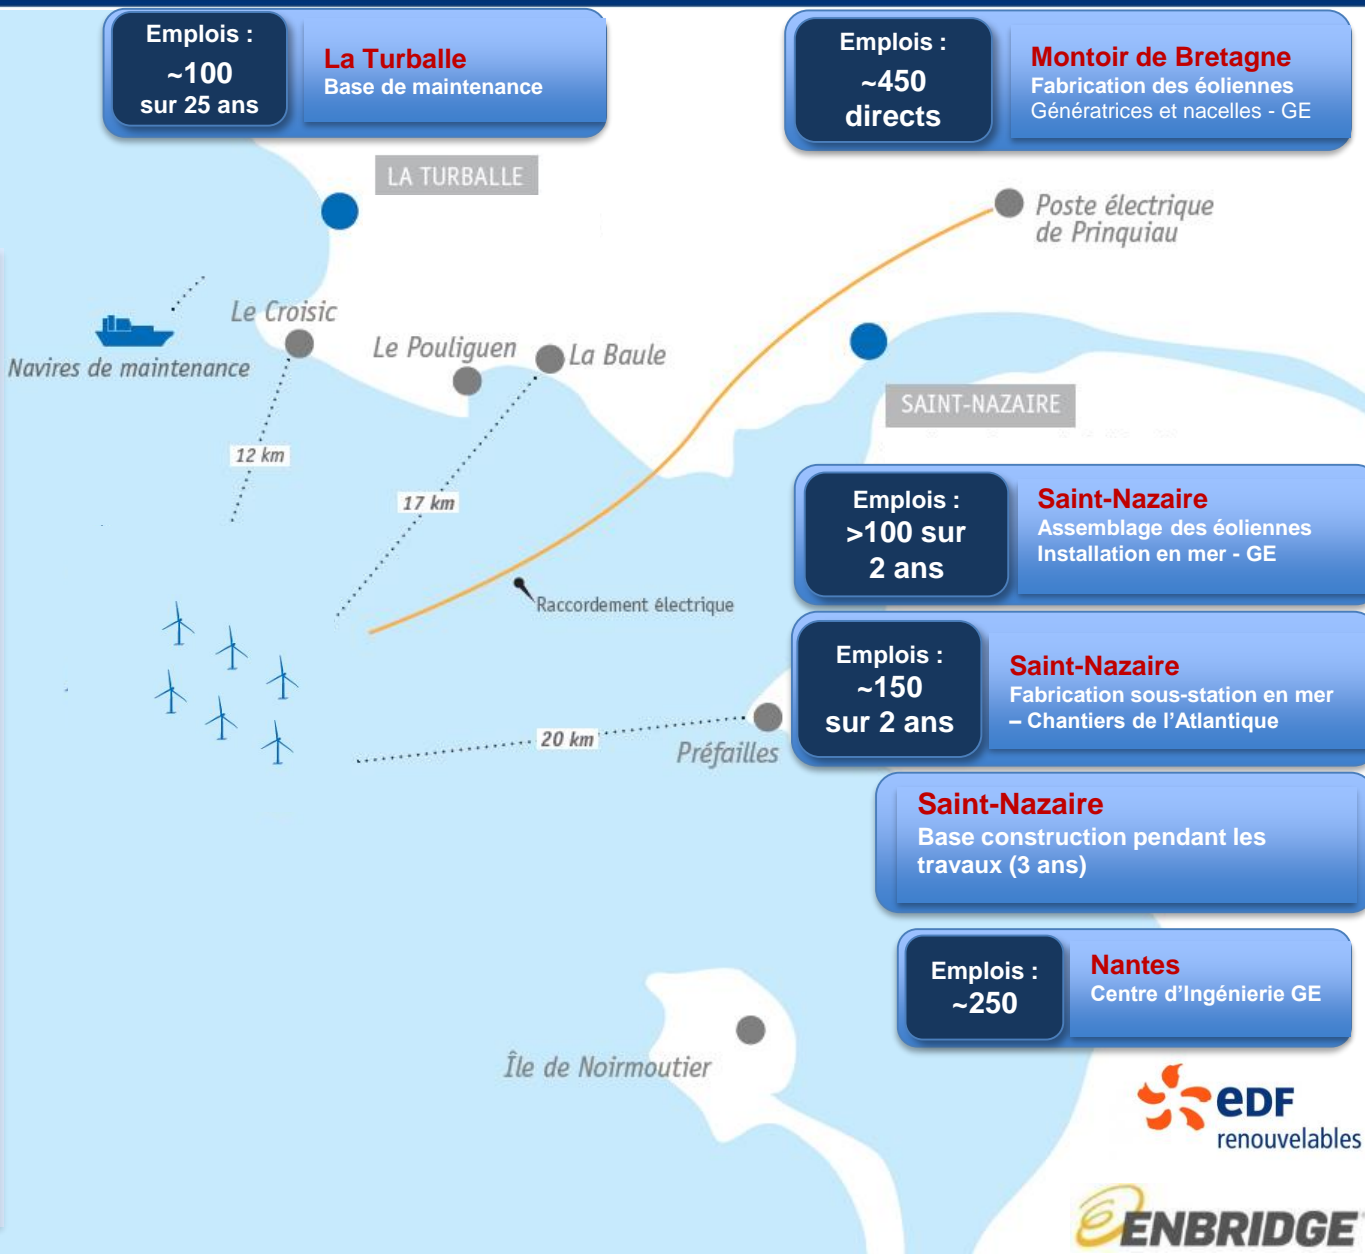 Emplois :
~100
sur 25 ans
La Turballe
Base de maintenance
Emplois :
~450
directs
Montoir de Bretagne
Fabrication des éoliennes
Génératrices et nacelles - GE
LA TURBALLE
Poste électrique
de Prinquiau
Le Croisic
Navires de maintenance
Le Pouliguen
La Baule
SAINT-NAZAIRE
12 km
17 km
Emplois :
>100 sur
2 ans
Saint-Nazaire
Assemblage des éoliennes
Installation en mer - GE
Raccordement électrique
Emplois :
~150
sur 2 ans
Saint-Nazaire
Fabrication sous-station en mer
– Chantiers de l’Atlantique
20 km
Préfailles
Saint-Nazaire
Base construction pendant les
travaux (3 ans)
Emplois :
~250
Nantes
Centre d’Ingénierie GE
Île de Noirmoutier
eDF
renouvelables
ENBRIDGE